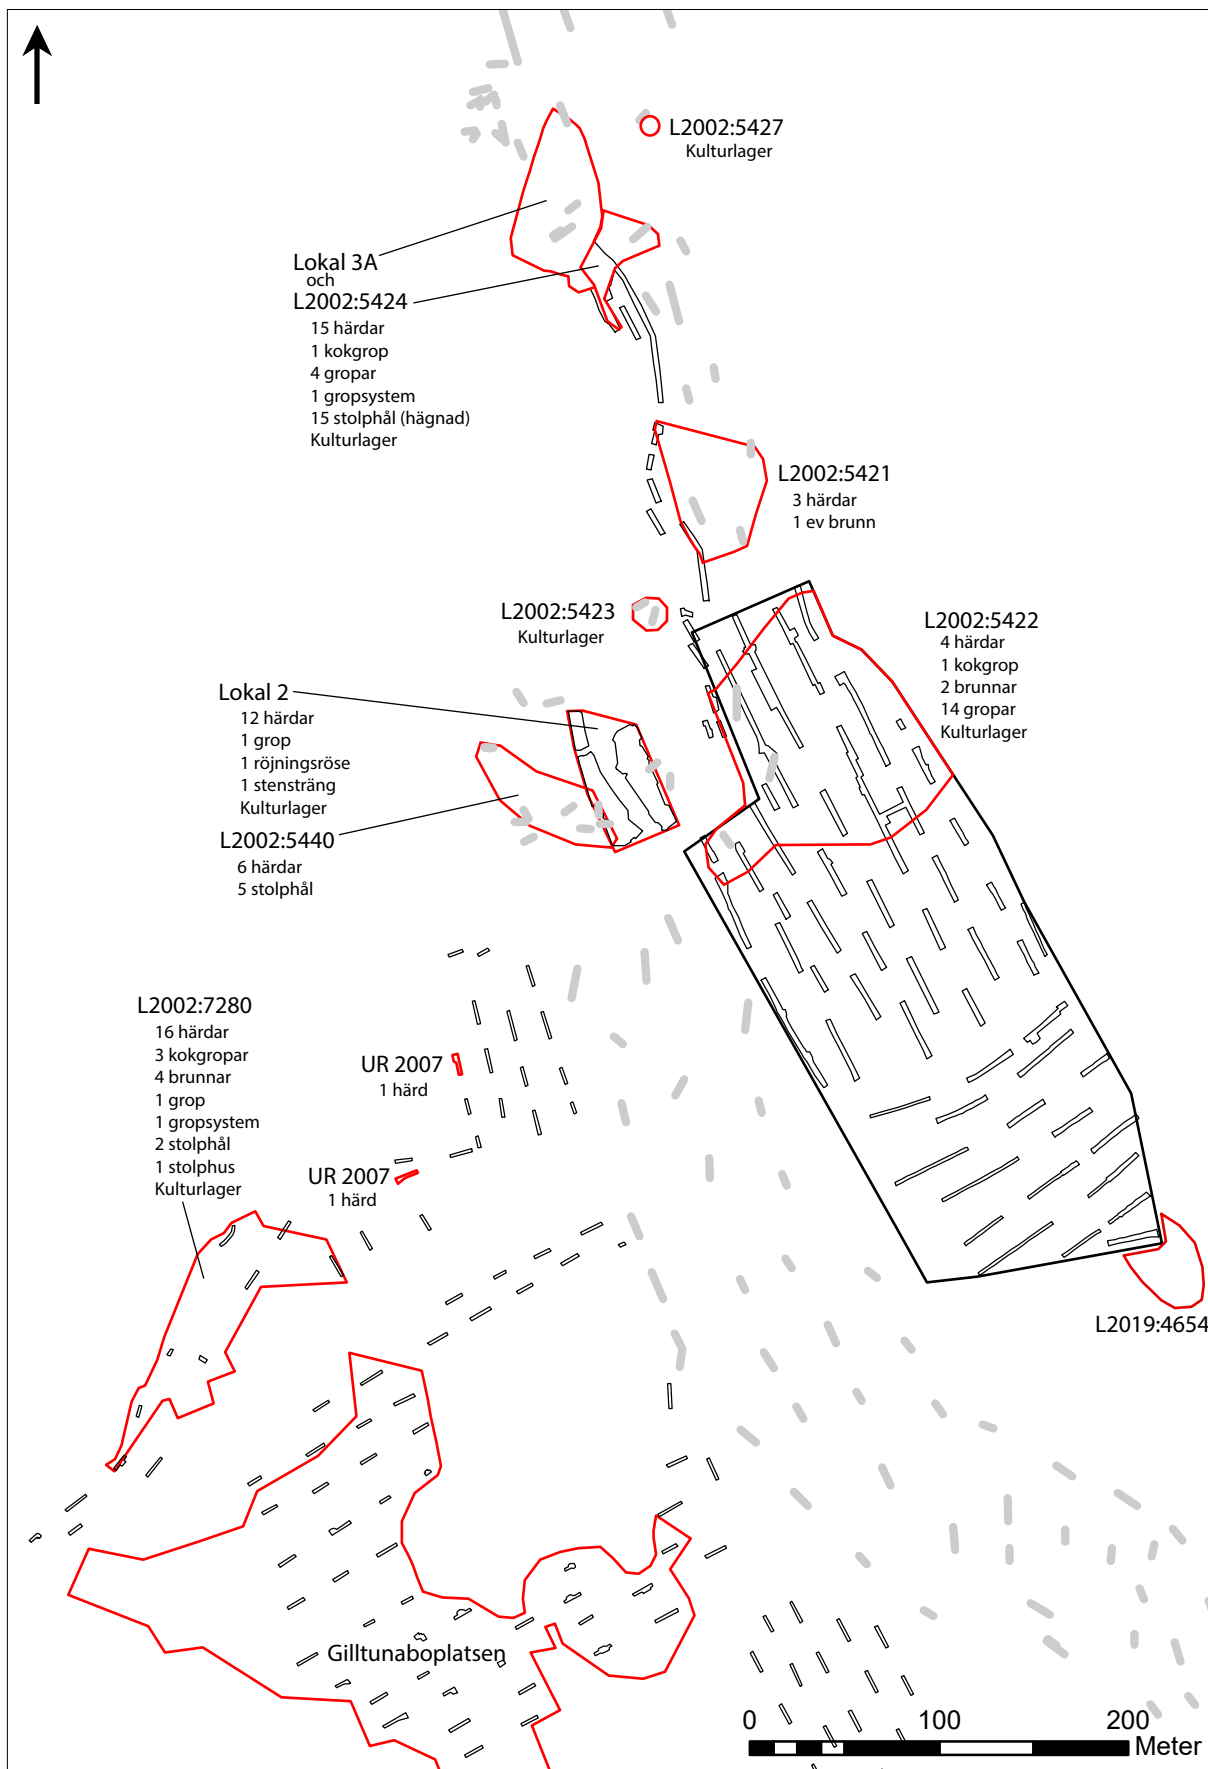 L2002:5427
Kulturlager
Lokal 3A
och
L2002:5424
15 härdar
1 kokgrop
4 gropar
1 gropsystem
15 stolphål (hägnad)
Kulturlager
L2002:5421
3 härdar
1 ev brunn
L2002:5423
Kulturlager
L2002:5422
4 härdar
1 kokgrop
2 brunnar
14 gropar
Kulturlager
Lokal 2
12 härdar
1 grop
1 röjningsröse
1 stensträng
Kulturlager
L2002:5440
6 härdar
5 stolphål
L2002:7280
16 härdar
3 kokgropar
4 brunnar
1 grop
1 gropsystem
2 stolphål
1 stolphus
Kulturlager
UR 2007
1 härd
UR 2007
1 härd
L2019:4654
Gilltunaboplatsen
0 100 200
Meter